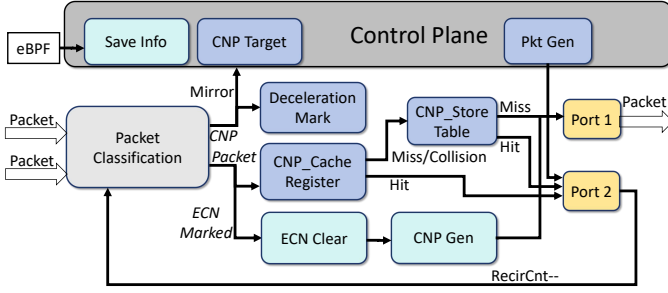 Control Plane
eBPF
Save Info
CNP Target
Pkt Gen
Mirror
Packet
Packet
Packet
Classification
CNP
Packet
ECN
Marked
Deceleration
Mark
CNP_Cache
Register
Miss/Collision
Hit
CNP_Store
Table
Miss
Hit
ECN Clear
CNP Gen
Port 1
Packet
Port 2
RecirCnt--